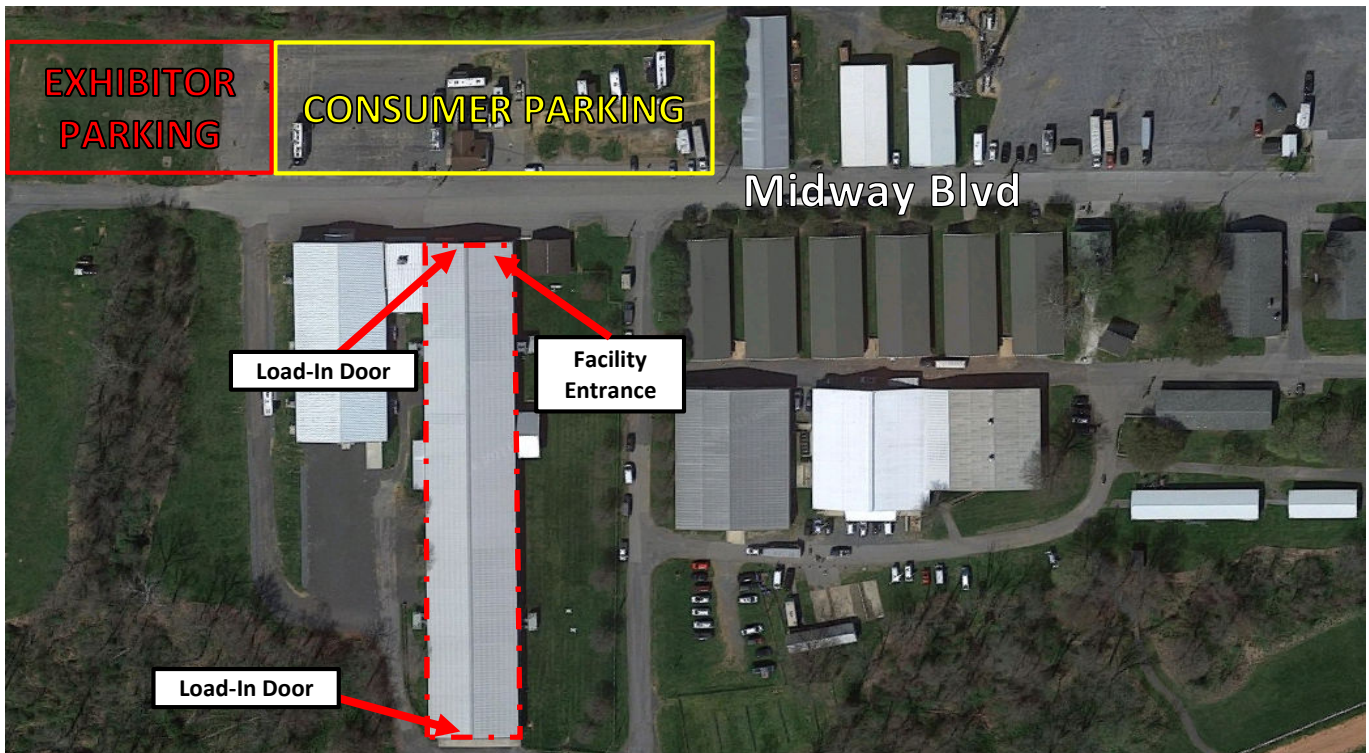 EXHIBITOR
PARKING
CONSUMER PARKING
Midway Blvd
Load-In Door
Facility
Entrance
Load-In Door